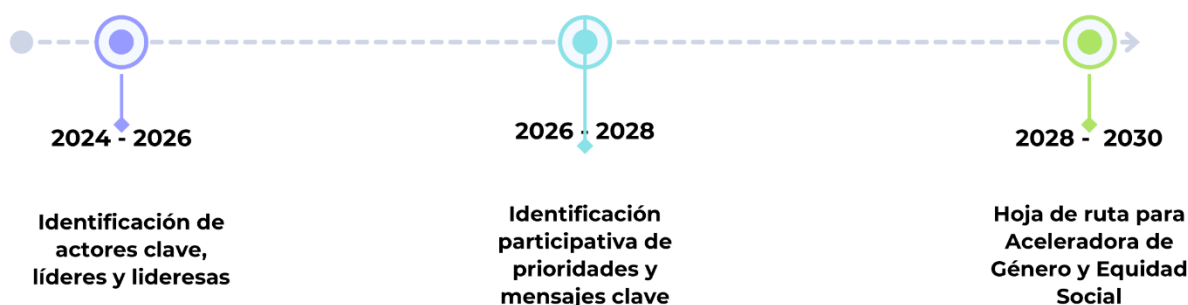 2024 - 2026
Identificación de
actores clave,
líderes y lideresas
2026 - 2028
Identificación
participativa de
prioridades y
mensajes clave
2028 - 2030
Hoja de ruta para
Aceleradora de
Género y Equidad
Social